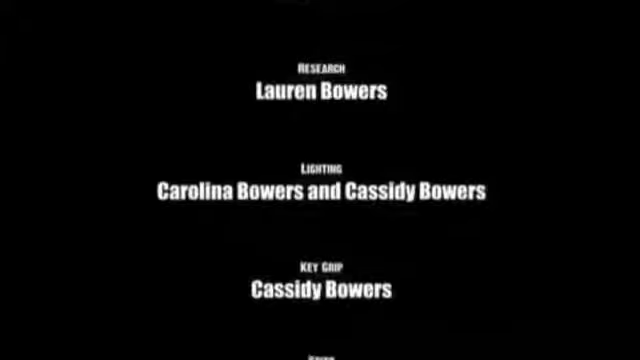 Research
Lauren Bowers
Lighting
Carolina Bowers and Cassidy Bowers
Key Grip
Cassidy Bowers